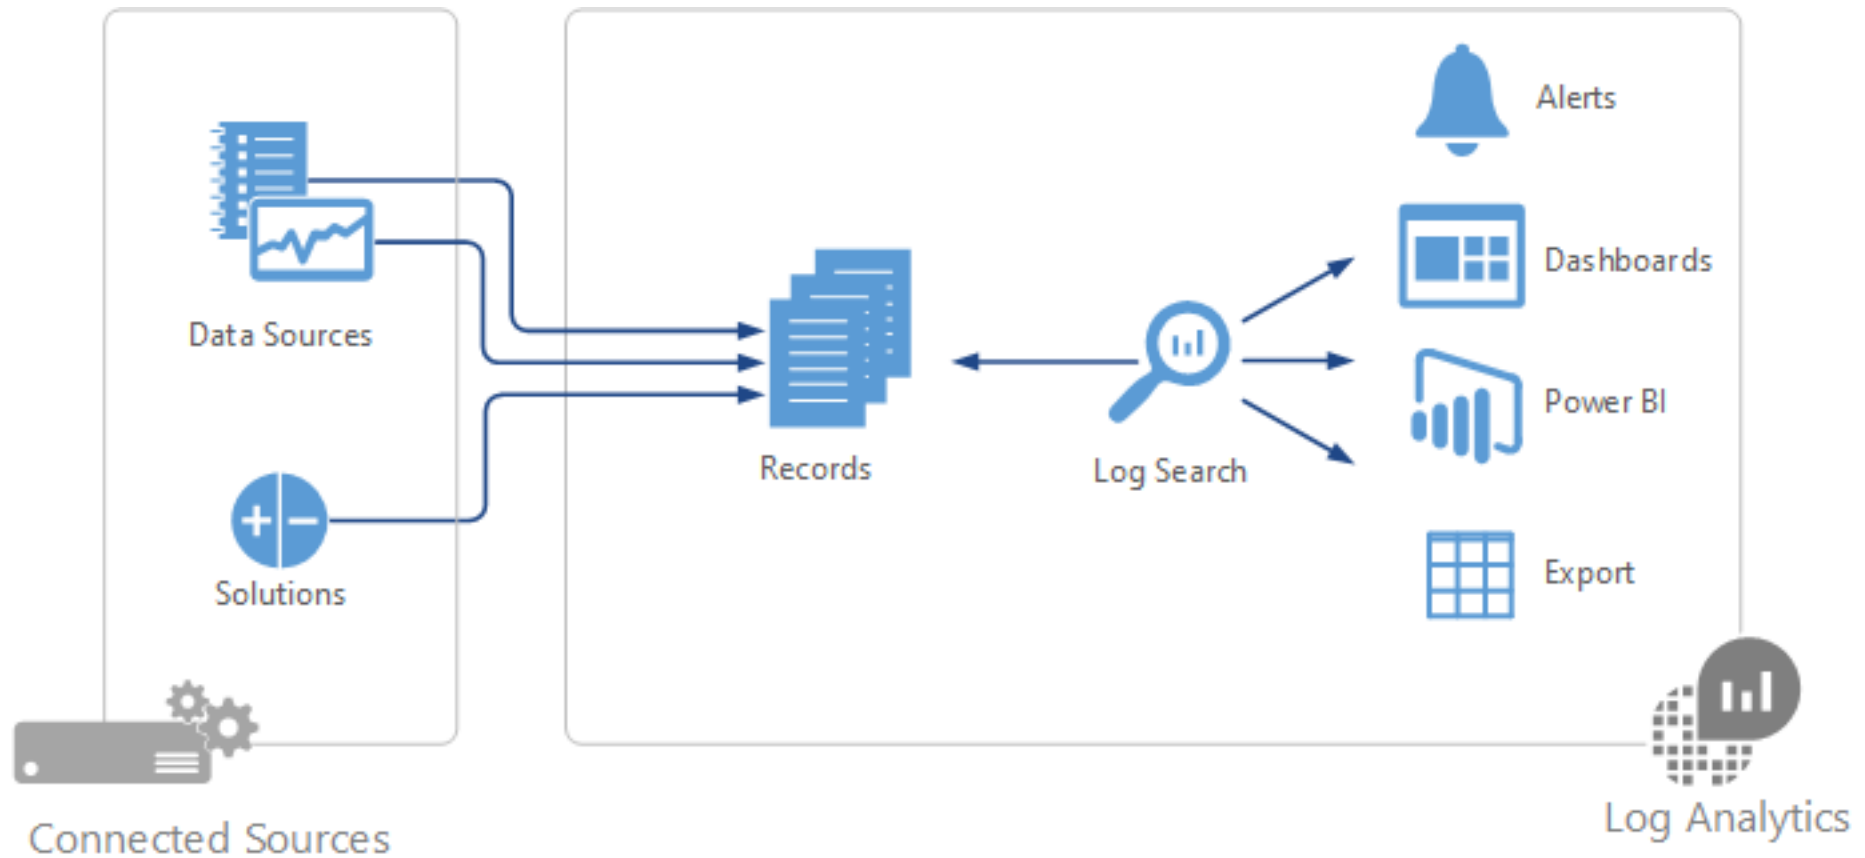 Alerts
Dashboards
Data Sources
Power BI
Records
Log Search
Export
Solutions
Connected Sources
Log Analytics